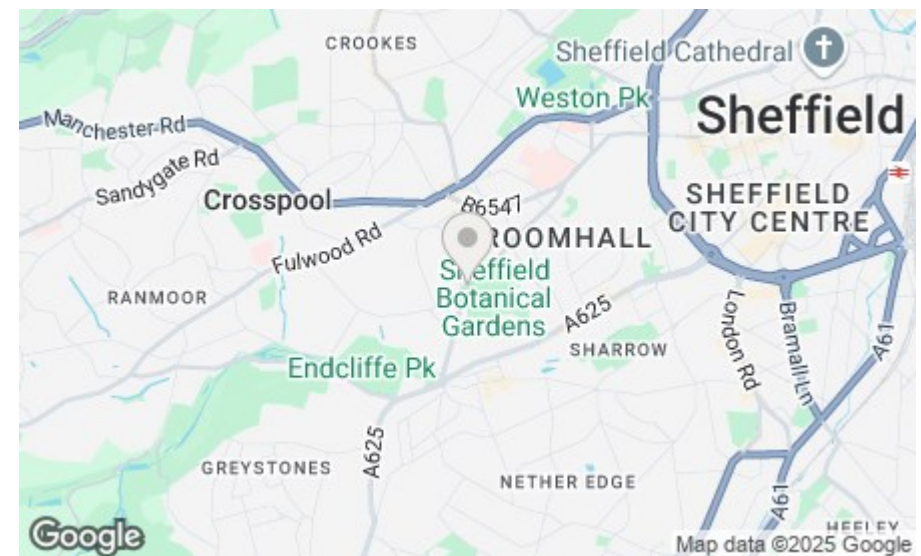 CROOKES
Sheffield Cathedral
Weston Pk
Manchester Rd
Sheffield
Sandygate Rd
Crosspool
B6547
SHEFFIELD
CITY CENTRE
ROOMHALL
Fulwood Rd
Sheffield
Botanical
Gardens
RANMOOR
A625
London Rd
Bramall Ln
A61
SHARROW
Endcliffe Pk
A625
GREYSTONES
NETHER EDGE
A61
HEELEY
Google
Map data ©2025 Google